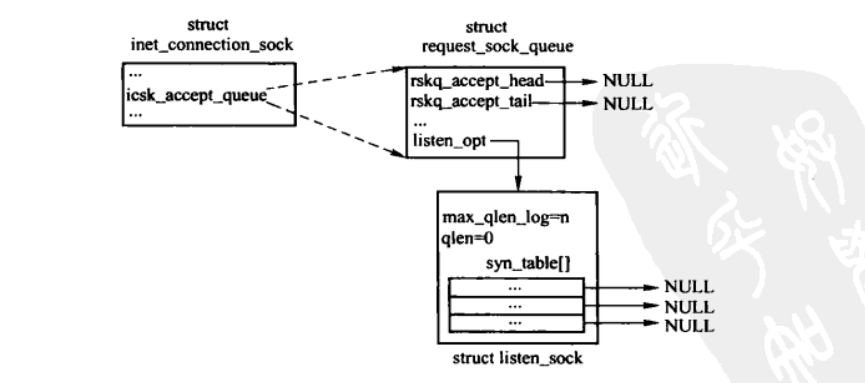 struct
inet_connection_sock
struct
request_sock_queue
...
icsk_accept_queue
...
rskq_accept_head
NULL
rskq_accept_tail
NULL
...
listen_opt
max_qlen_log=n
qlen=0
syn_table[]
...
NULL
...
NULL
...
NULL
struct listen_sock